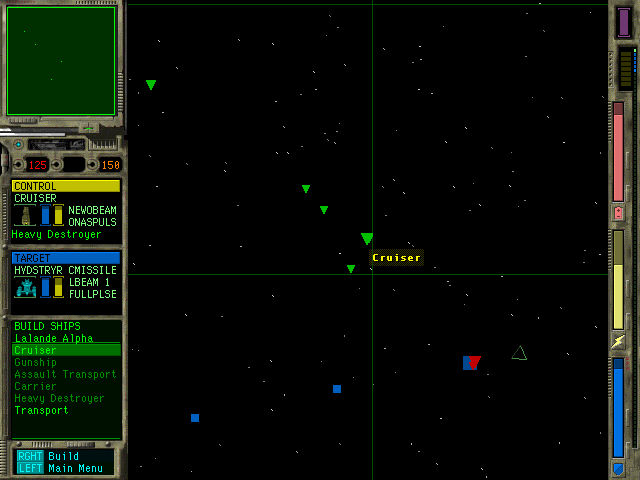 125 150
CONTROL
CRUISER
NEWOBEAM
ONASPULS
Heavy Destroyer
TARGET
HYDSTRYR CMISSILE
LBEAM 1
FULLPLSE
BUILD SHIPS
Lalande Alpha
Cruiser
Gunship
Assault Transport
Carrier
Heavy Destroyer
Transport
RGHT Build
LEFT Main Menu
Cruiser